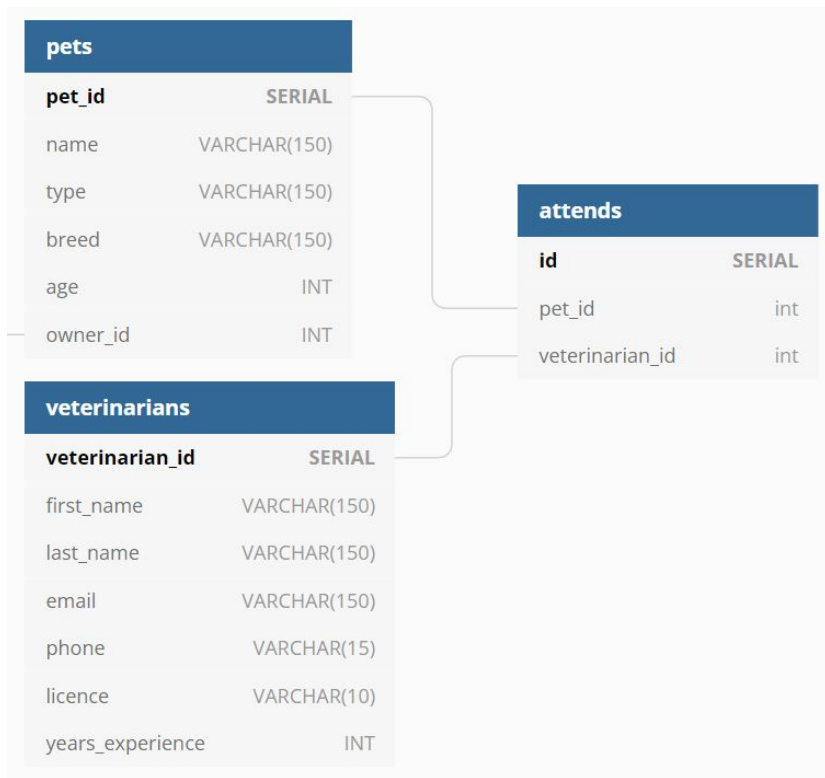 pets
pet_id SERIAL
name VARCHAR(150)
type VARCHAR(150)
breed VARCHAR(150)
age INT
owner_id INT
attends
id SERIAL
pet_id int
veterinarian_id int
veterinarians
veterinarian_id SERIAL
first_name VARCHAR(150)
last_name VARCHAR(150)
email VARCHAR(150)
phone VARCHAR(15)
licence VARCHAR(10)
years_experience INT